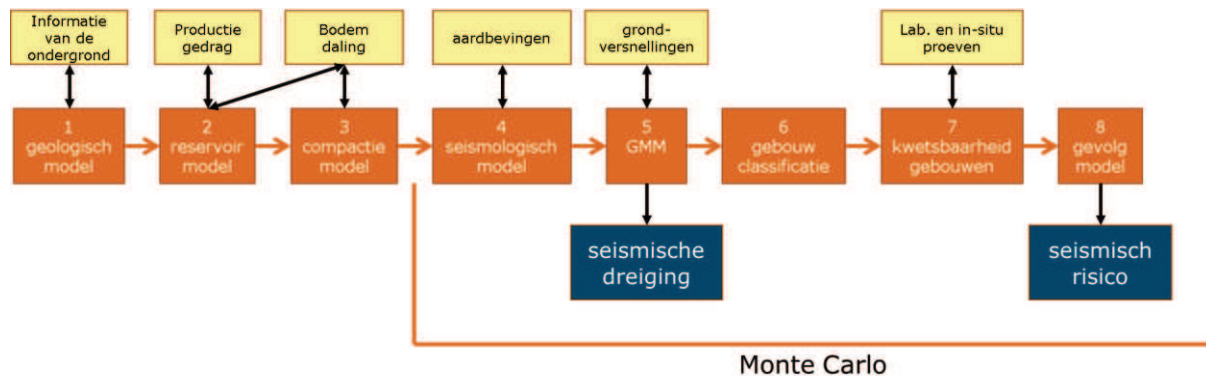 Informatie
van de
ondergrond
Productie
gedrag
Bodem
daling
aardbevingen
grond-
versnellingen
Lab. en in-situ
proeven
1
geologisch
model
2
reservoir
model
3
compactie
model
4
seismologisch
model
5
GMM
6
gebouw
classificatie
7
kwetsbaarheid
gebouwen
8
gevolg
model
seismische
dreiging
seismisch
risico
Monte Carlo